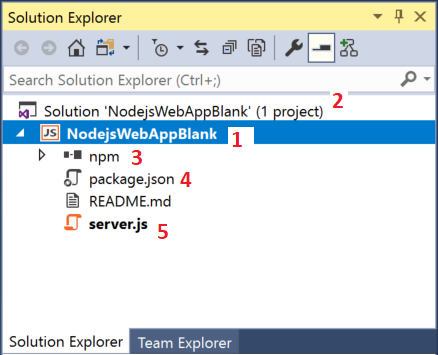 Solution Explorer
Search Solution Explorer (Ctrl+;)
2
Solution 'NodejsWebAppBlank' (1 project)
JS NodejsWebAppBlank 1
npm 3
package.json 4
README.md
server.js 5
Solution Explorer Team Explorer